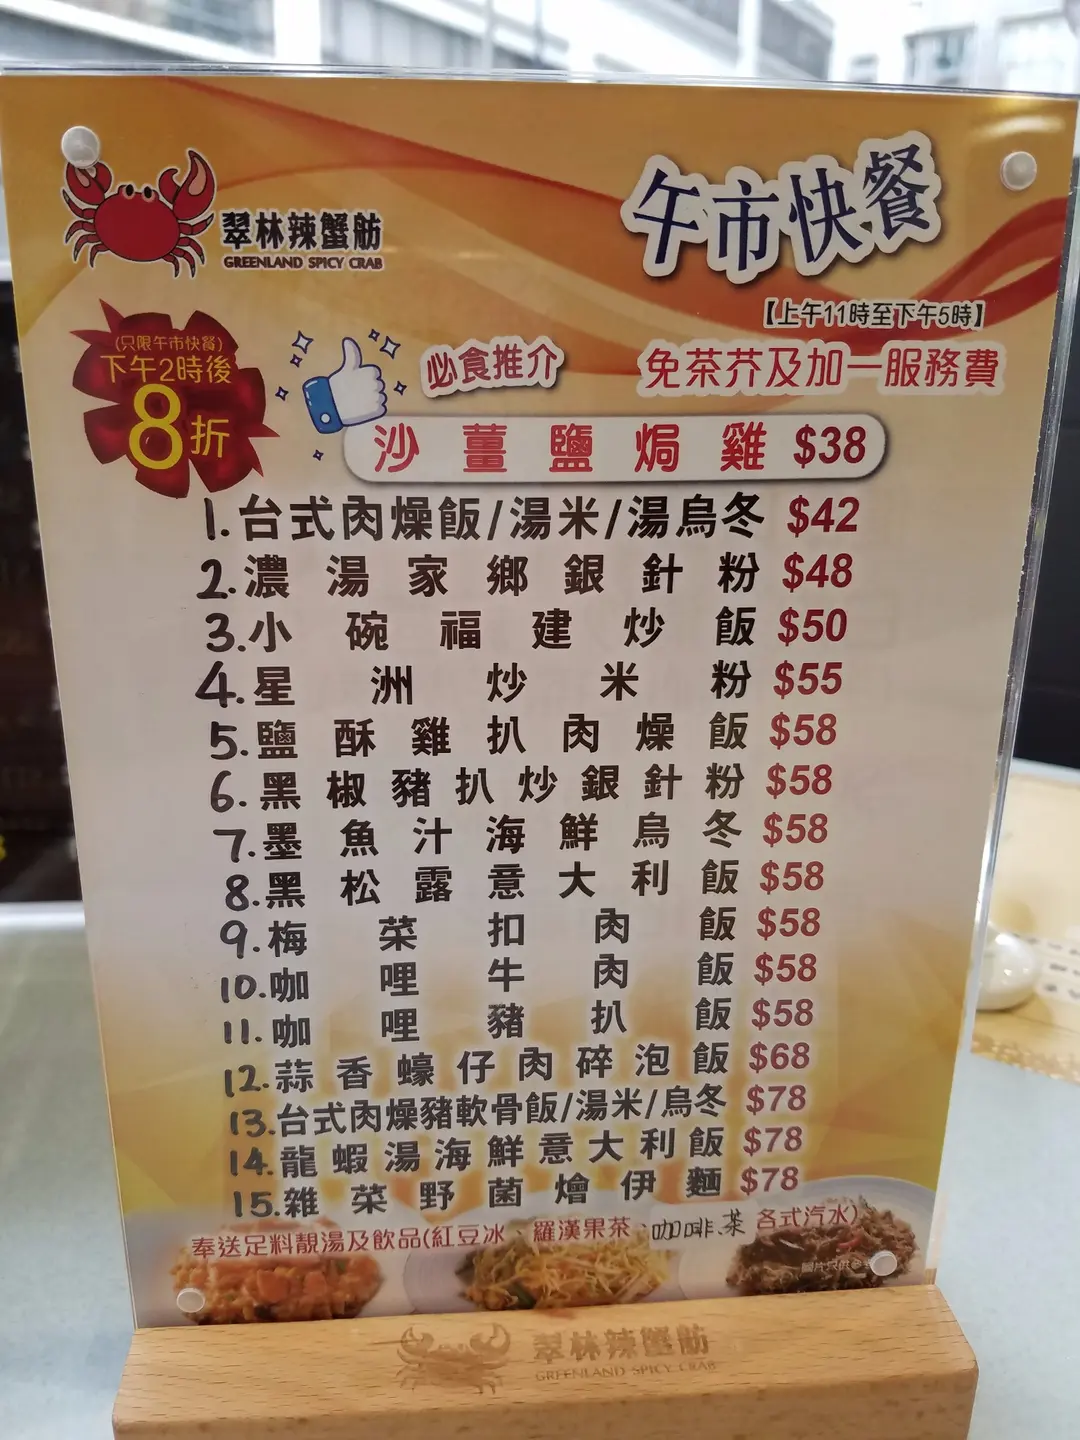 翠林辣蟹舫
GREENLAND SPICY CRAB
午市快餐
【上午11時至下午5時】
(只限午市快餐)
下午2時後
8折
必食推介
免茶芥及加一服務費
沙薑鹽焗雞 $38
1.台式肉燥飯/湯米/湯烏冬 $42
2.濃湯家鄉銀針粉 $48
3.小碗福建炒飯 $50
4.星洲炒米粉 $55
5.鹽酥雞扒肉燥飯 $58
6.黑椒豬扒炒銀針粉 $58
7.墨魚汁海鮮烏冬 $58
8.黑松露意大利飯 $58
9.梅菜扣肉飯 $58
10.咖哩牛肉飯 $58
11.咖哩豬扒飯 $58
12.蒜香蠔仔肉碎泡飯 $68
13.台式肉燥豬軟骨飯/湯米/烏冬 $78
14.龍蝦湯海鮮意大利飯 $78
15.雜菜野菌燴伊麵 $78
奉送足料靚湯及飲品(紅豆冰、羅漢果茶、咖啡、茶 各式汽水)
圖片只供
翠林辣蟹舫
GREENLAND SPICY CRAB